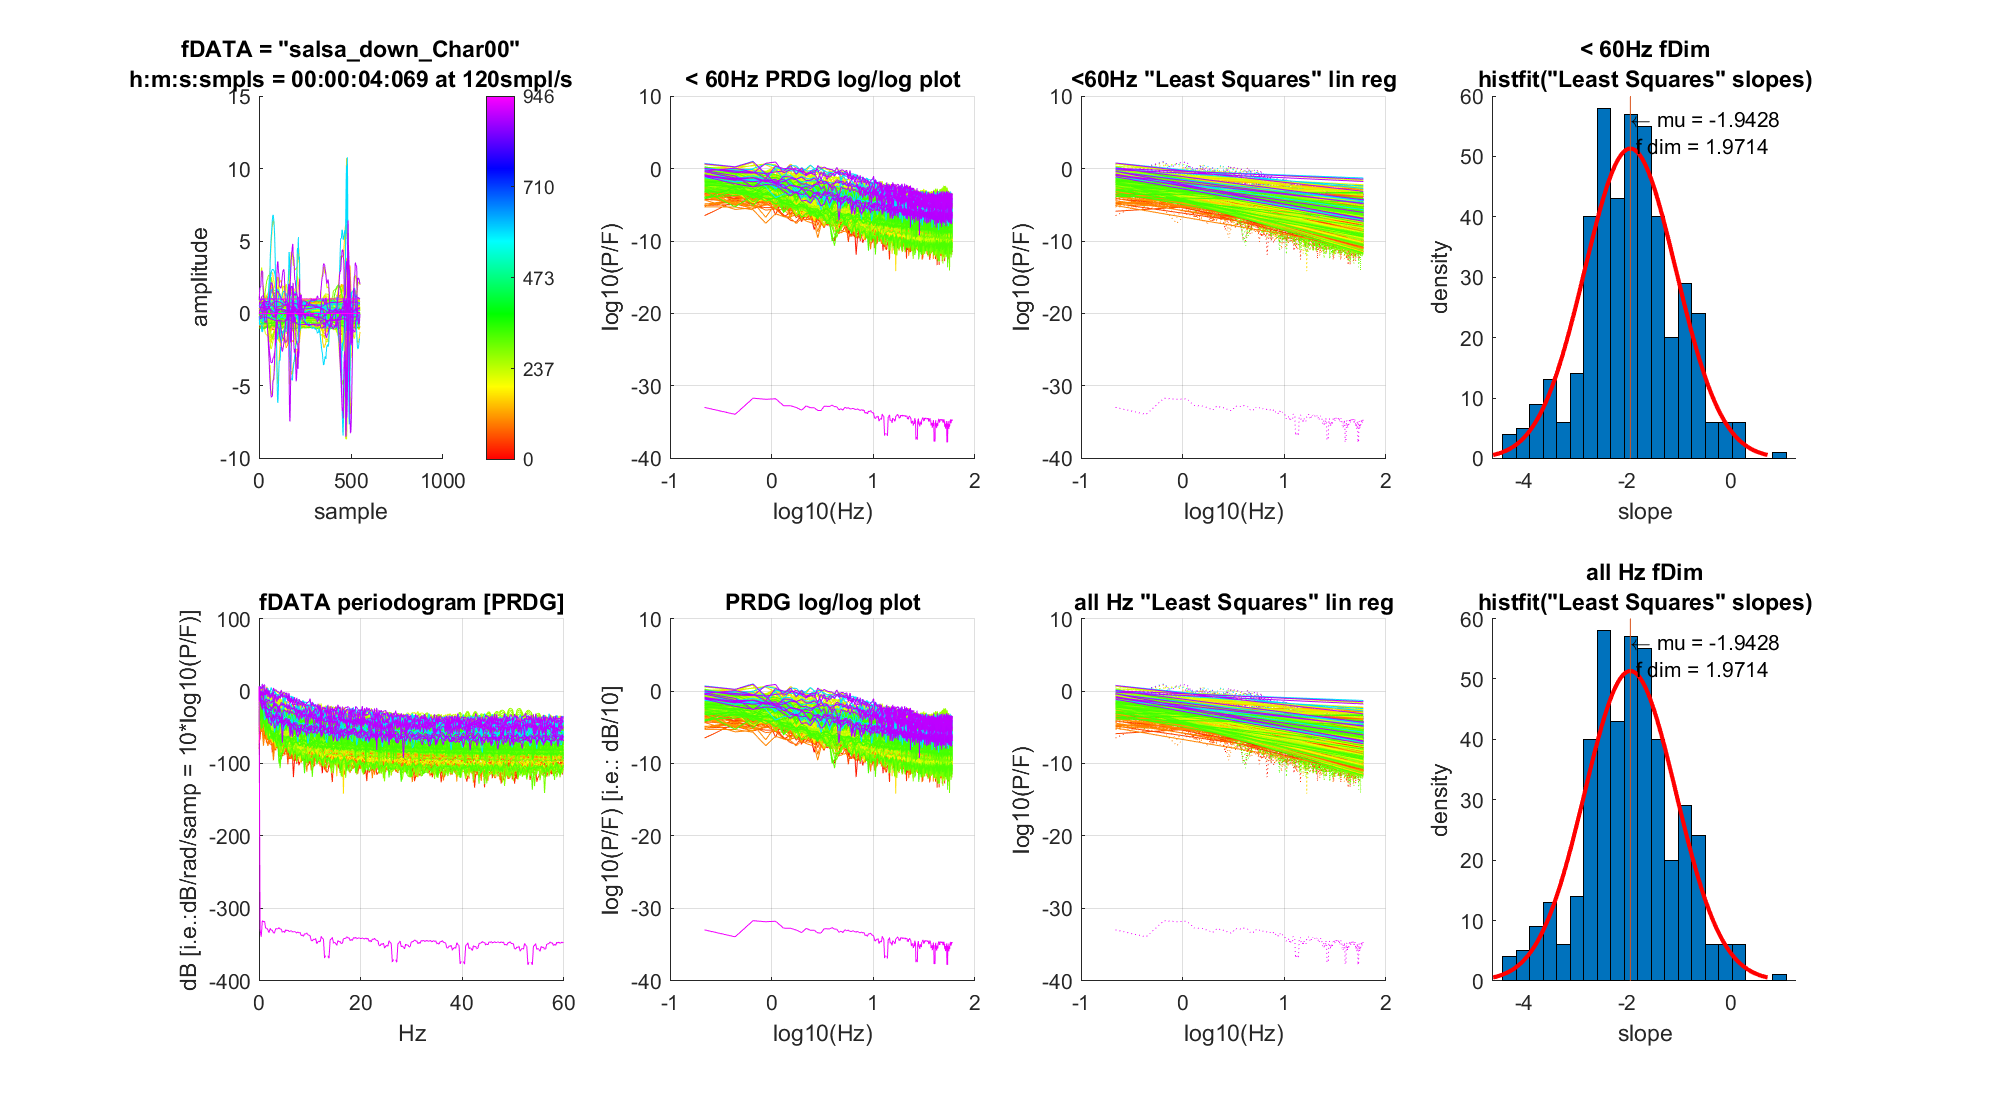 fDATA = "salsa_down_Char00"
h:m:s:smpls = 00:00:04:069 at 120smpl/s
15
10
5
0
-5
-10
0
500
1000
amplitude
sample
946
710
473
237
0
< 60Hz PRDG log/log plot
10
0
-10
-20
-30
-40
-1
0
1
2
log10(P/F)
log10(Hz)
<60Hz "Least Squares" lin reg
10
0
-10
-20
-30
-40
-1
0
1
2
log10(P/F)
log10(Hz)
< 60Hz fDim
histfit("Least Squares" slopes)
60
50
40
30
20
10
0
-4
-2
0
← mu = -1.9428
f dim = 1.9714
density
slope
fDATA periodogram [PRDG]
100
0
-100
-200
-300
-400
0
20
40
60
dB [i.e.:dB/rad/samp = 10*log10(P/F)]
Hz
PRDG log/log plot
10
0
-10
-20
-30
-40
-1
0
1
2
log10(P/F) [i.e.: dB/10]
log10(Hz)
all Hz "Least Squares" lin reg
10
0
-10
-20
-30
-40
-1
0
1
2
log10(P/F)
log10(Hz)
all Hz fDim
histfit("Least Squares" slopes)
60
50
40
30
20
10
0
-4
-2
0
← mu = -1.9428
f dim = 1.9714
density
slope